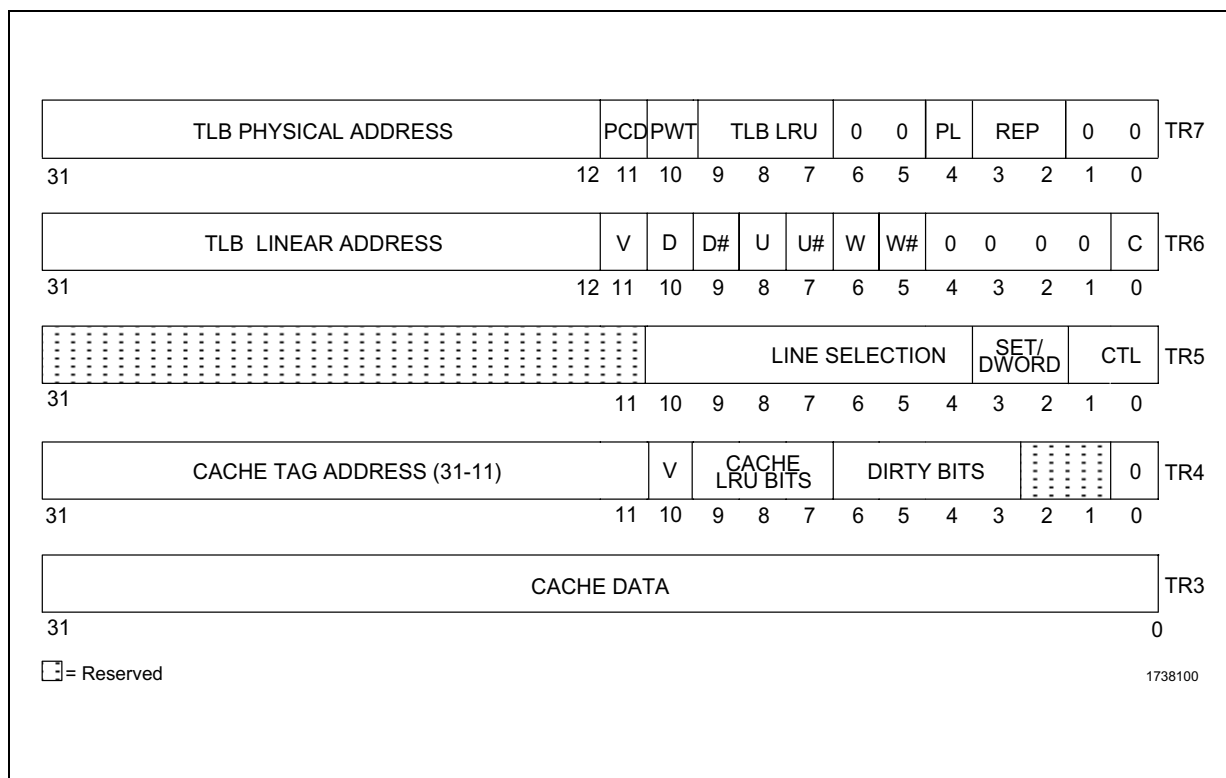 TLB PHYSICAL ADDRESS PCD PWT TLB LRU 0 0 PL REP 0 0 TR7
31 12 11 10 9 8 7 6 5 4 3 2 1 0
TLB LINEAR ADDRESS V D D# U U# W W# 0 0 0 0 C TR6
31 12 11 10 9 8 7 6 5 4 3 2 1 0
LINE SELECTION SET/
DWORD CTL TR5
31 11 10 9 8 7 6 5 4 3 2 1 0
CACHE TAG ADDRESS (31-11) V CACHE
LRU BITS DIRTY BITS 0 TR4
31 11 10 9 8 7 6 5 4 3 2 1 0
CACHE DATA TR3
31 0
= Reserved 1738100